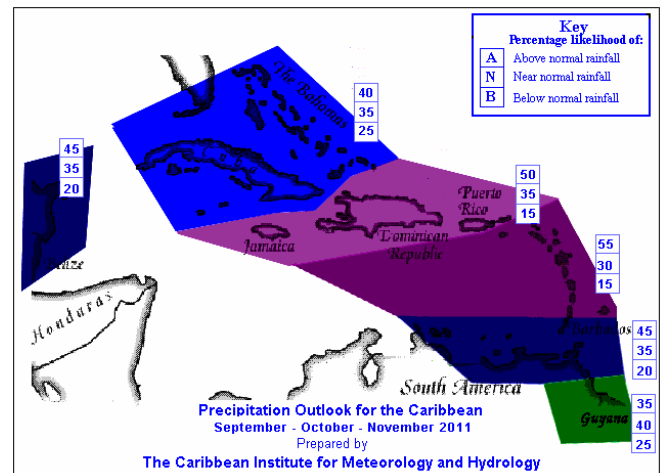 Key
Percentage likelihood of:
A Above normal rainfall
N Near normal rainfall
B Below normal rainfall
The Bahamas
40
35
25
45
35
20
50
35
15
Puerto
Rico
Jamaica
Dominican
Republic
55
30
15
Honduras
Barbados
45
35
20
South America
35
40
25
Guyana
Precipitation Outlook for the Caribbean
September - October - November 2011
Prepared by
The Caribbean Institute for Meteorology and Hydrology